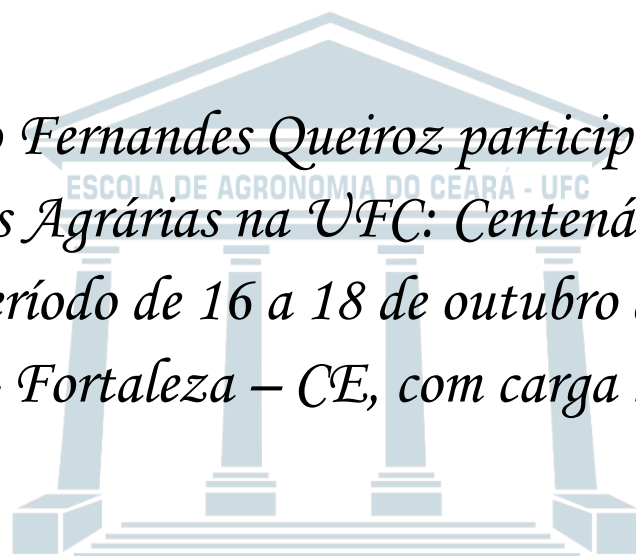 o Fernandes Queiroz particip
ESCOLA DE AGRONOMIA DO CEARÁ - UFC
s Agrárias na UFC: Centená
eríodo de 16 a 18 de outubro
Fortaleza – CE, com carga